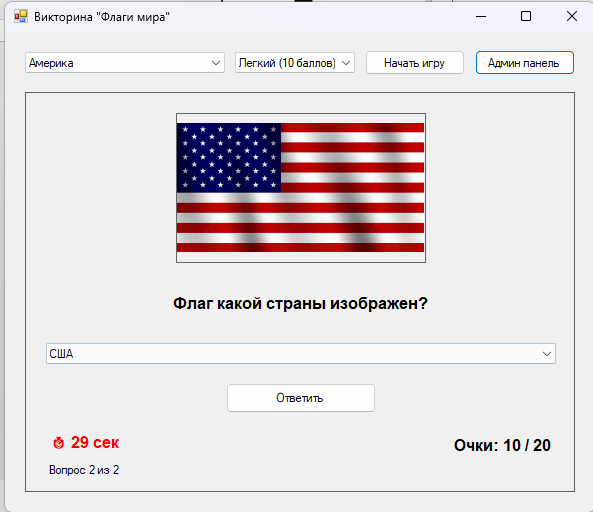 Викторина "Флаги мира"
Америка
Легкий (10 баллов)
Начать игру
Админ панель
Флаг какой страны изображен?
США
Ответить
29 сек
Очки: 10 / 20
Вопрос 2 из 2